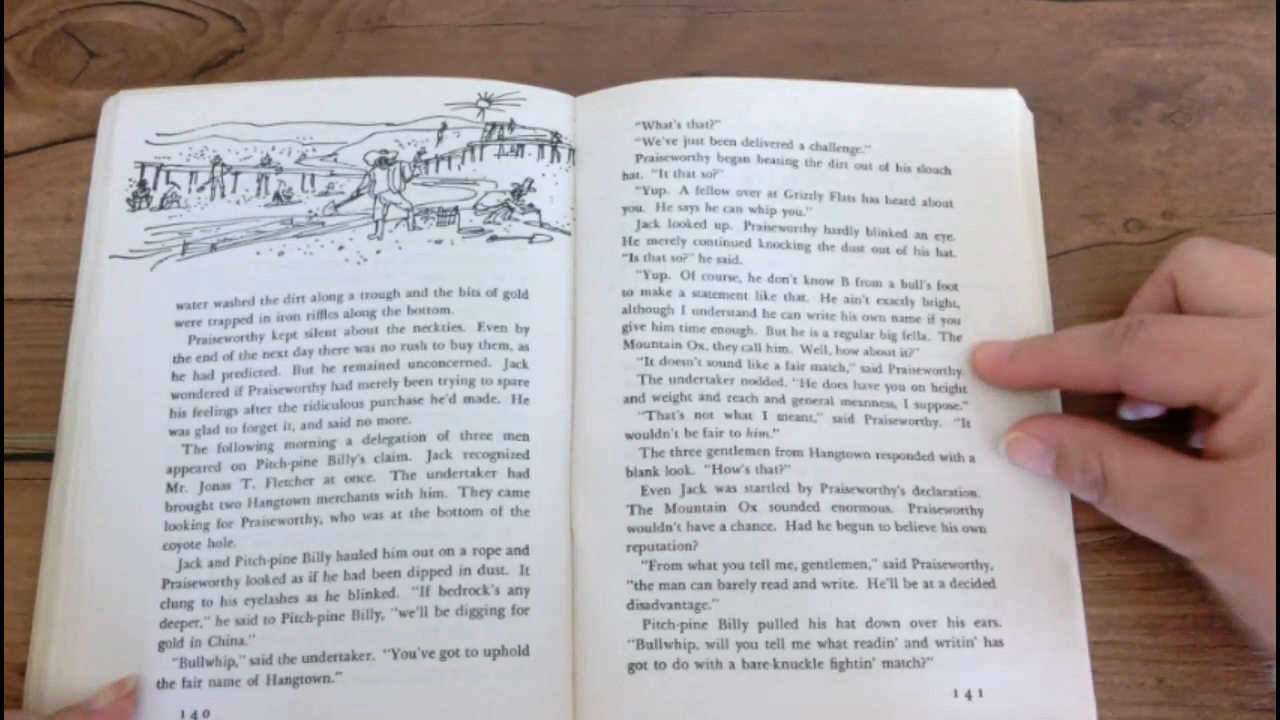 water washed the dirt along a trough and the bits of gold
were trapped in iron riffles along the bottom.
Praiseworthy kept silent about the neckties. Even by
the end of the next day there was no rush to buy them, as
he had predicted. But he remained unconcerned. Jack
wondered if Praiseworthy had merely been trying to spare
his feelings after the ridiculous purchase he'd made. He
was glad to forget it, and said no more.
The following morning a delegation of three men
appeared on Pitch-pine Billy's claim. Jack recognized
Mr. Jonas T. Fletcher at once. The undertaker had
brought two Hangtown merchants with him. They came
looking for Praiseworthy, who was at the bottom of the
coyote hole.
Jack and Pitch-pine Billy hauled him out on a rope and
Praiseworthy looked as if he had been dipped in dust. It
clung to his eyelashes as he blinked. "If bedrock's any
deeper," he said to Pitch-pine Billy, "we'll be digging for
gold in China."
"Bullwhip," said the undertaker. "You've got to uphold
the fair name of Hangtown."
140
"What's that?"
"We've just been delivered a challenge."
Praiseworthy began beating the dirt out of his slouch
hat. "It that so?"
"Yup. A fellow over at Grizzly Flats has heard about
you. He says he can whip you."
Jack looked up. Praiseworthy hardly blinked an eye.
He merely continued knocking the dust out of his hat.
"Is that so?" he said.
"Yup. Of course, he don't know B from a bull's foot
to make a statement like that. He ain't exactly bright,
although I understand he can write his own name if you
give him time enough. But he is a regular big fella. The
Mountain Ox, they call him. Well, how about it?"
"It doesn't sound like a fair match," said Praiseworthy.
The undertaker nodded. "He does have you on height
and weight and reach and general meanness, I suppose."
"That's not what I meant," said Praiseworthy. "It
wouldn't be fair to him."
The three gentlemen from Hangtown responded with a
blank look. "How's that?"
Even Jack was startled by Praiseworthy's declaration.
The Mountain Ox sounded enormous. Praiseworthy
wouldn't have a chance. Had he begun to believe his own
reputation?
"From what you tell me, gentlemen," said Praiseworthy,
"the man can barely read and write. He'll be at a decided
disadvantage."
Pitch-pine Billy pulled his hat down over his ears.
"Bullwhip, will you tell me what readin' and writin' has
got to do with a bare-knuckle fightin' match?"
141